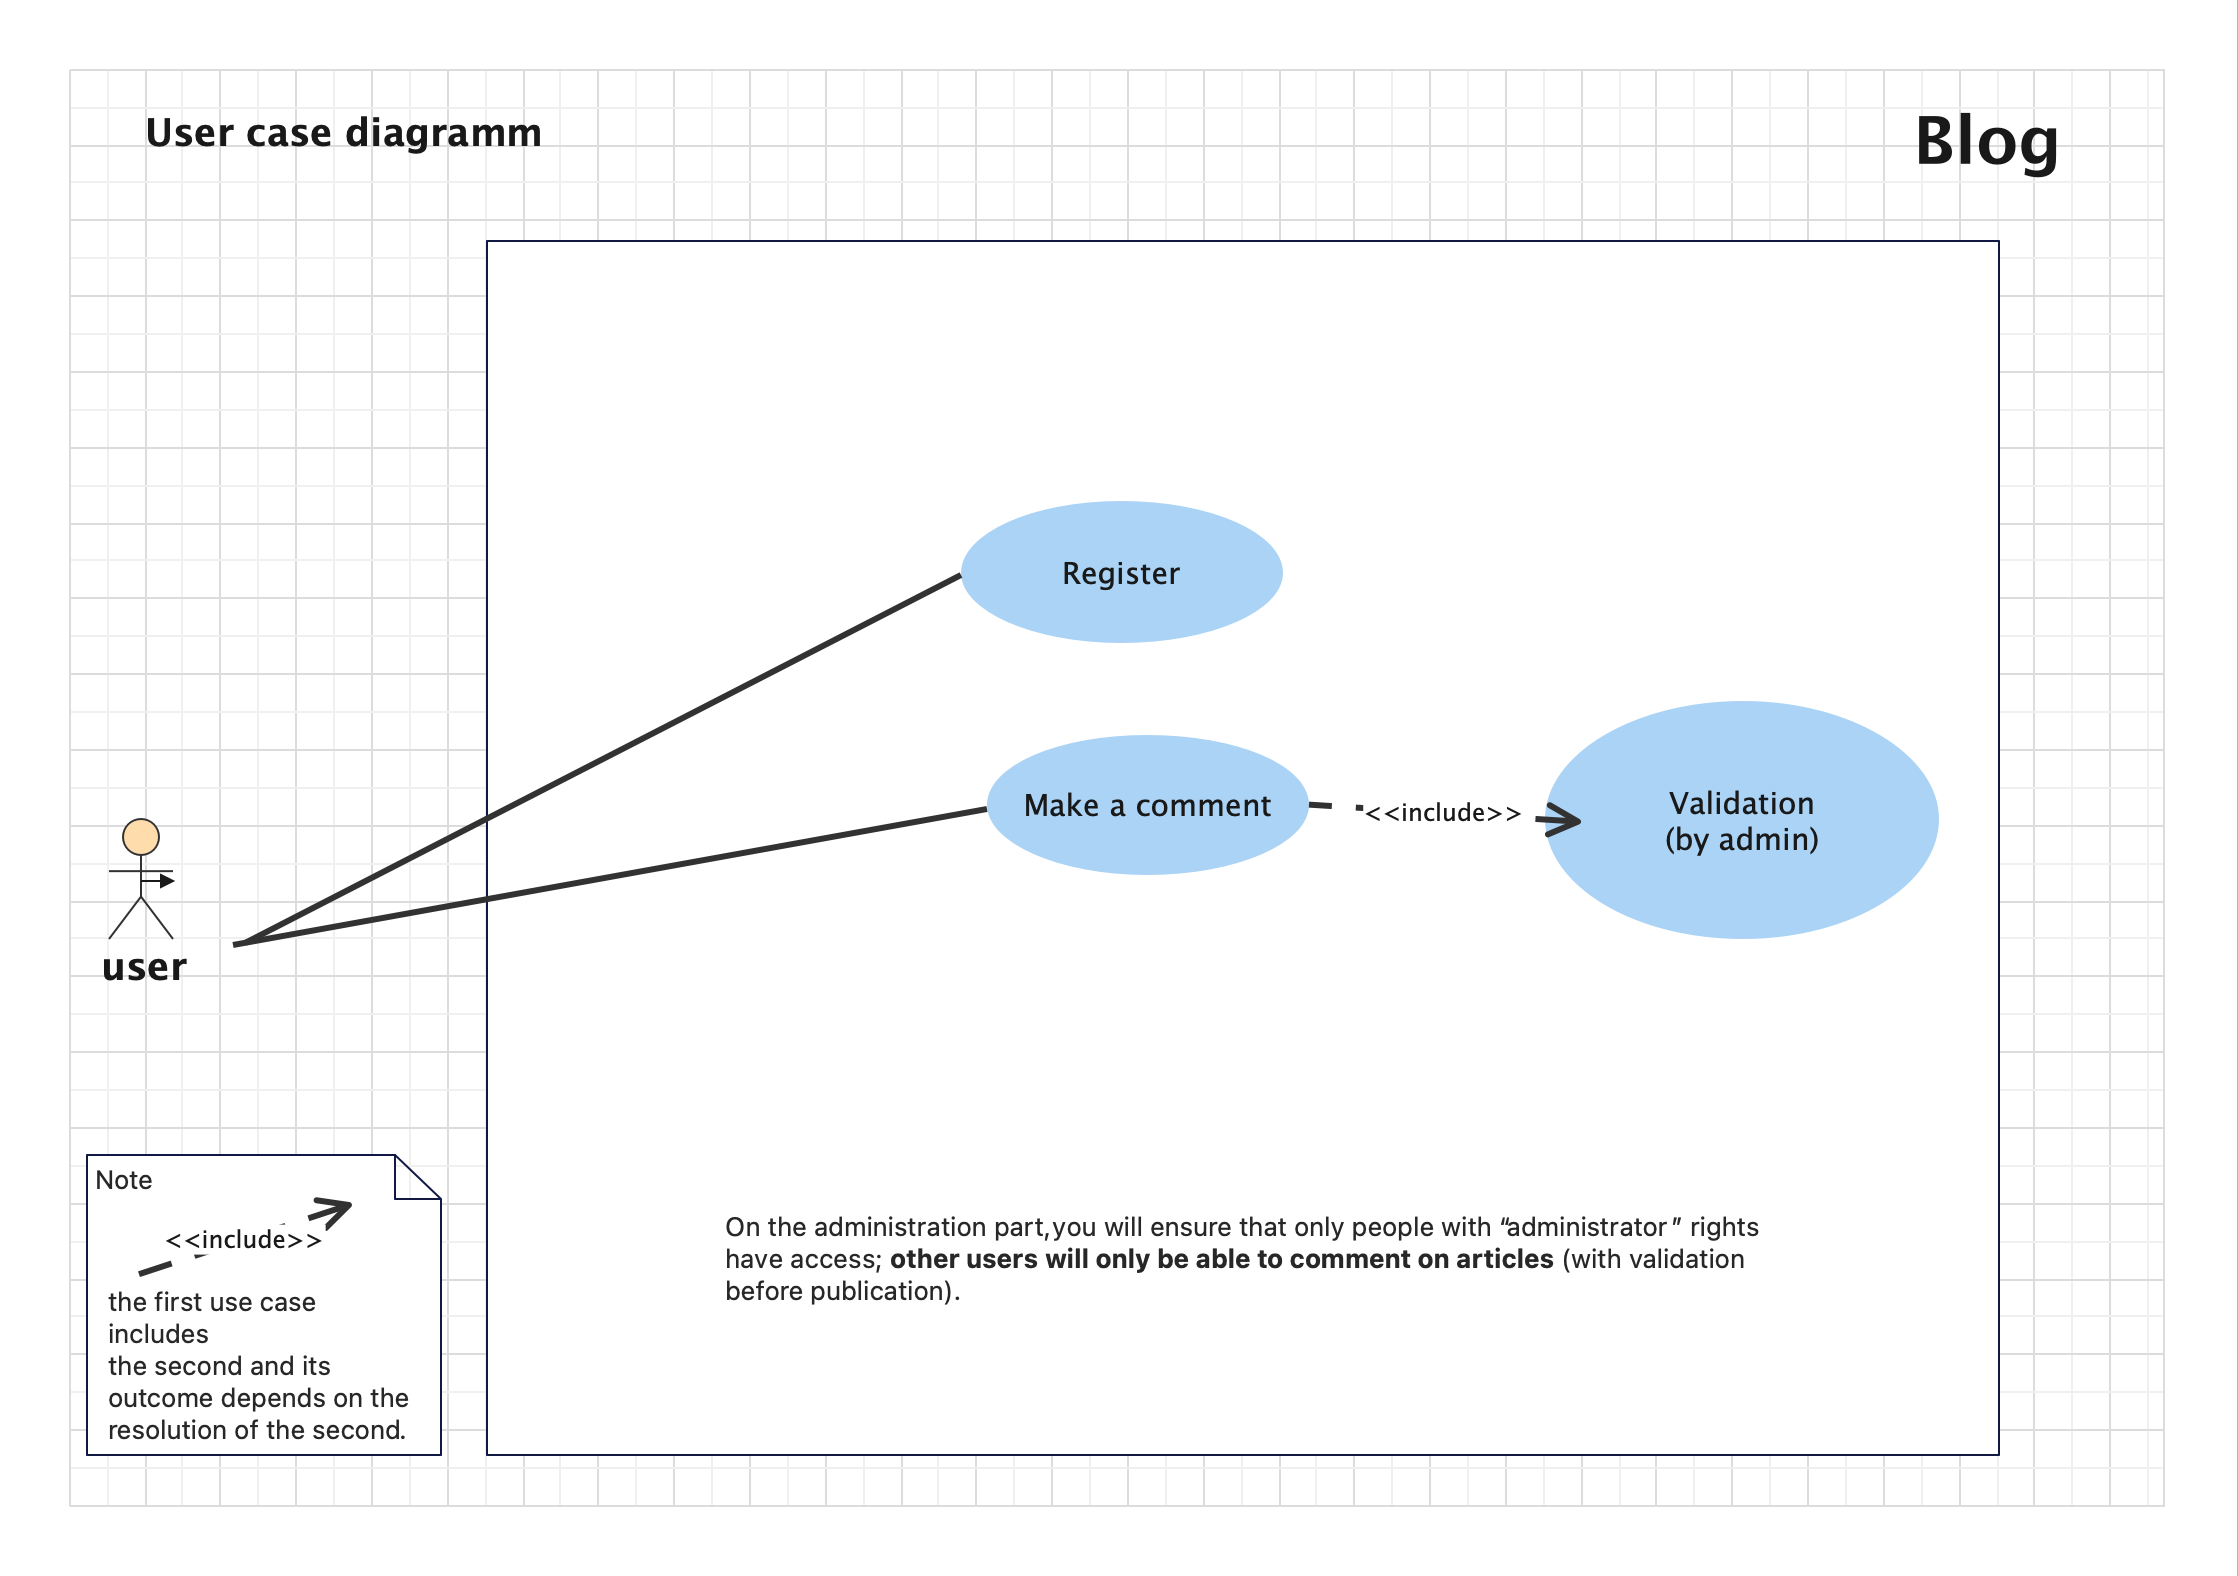 User case diagramm
Blog
Register
Make a comment
<<include>>
Validation
(by admin)
user
Note
<<include>>
the first use case
includes
the second and its
outcome depends on the
resolution of the second.
On the administration part,you will ensure that only people with “administrator” rights
have access; other users will only be able to comment on articles (with validation
before publication).